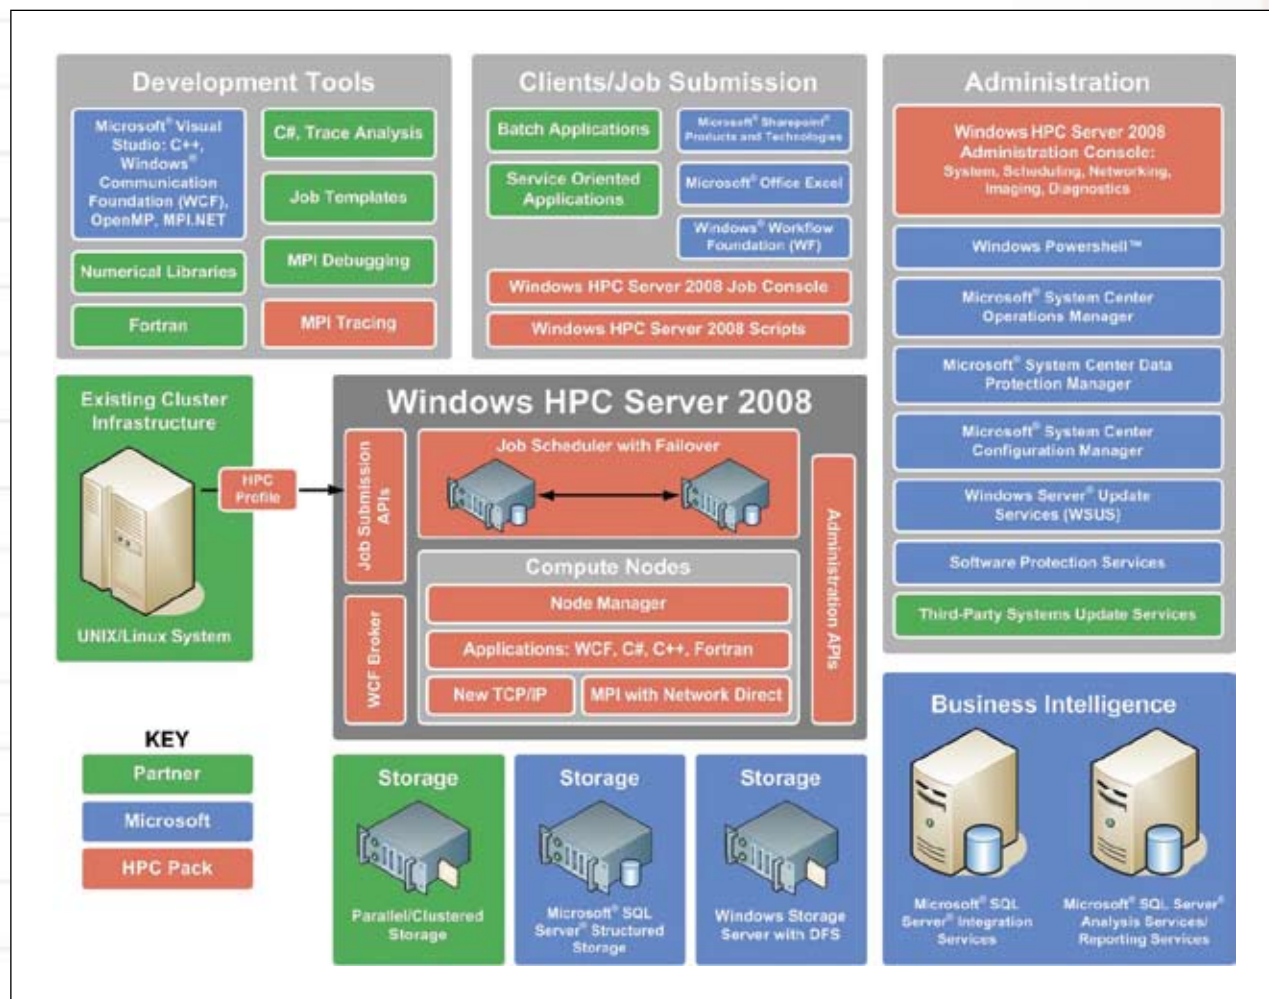 Development Tools
Microsoft® Visual
Studio: C++,
Windows®
Communication
Foundation (WCF),
OpenMP, MPI.NET
Numerical Libraries
Fortran
C#, Trace Analysis
Job Templates
MPI Debugging
MPI Tracing
Clients/Job Submission
Batch Applications
Service Oriented
Applications
Microsoft® Sharepoint®
Products and Technologies
Microsoft® Office Excel
Windows® Workflow
Foundation (WF)
Windows HPC Server 2008 Job Console
Windows HPC Server 2008 Scripts
Administration
Windows HPC Server 2008
Administration Console:
System, Scheduling, Networking,
Imaging, Diagnostics
Windows Powershell™
Microsoft® System Center
Operations Manager
Microsoft® System Center Data
Protection Manager
Microsoft® System Center
Configuration Manager
Windows Server® Update
Services (WSUS)
Software Protection Services
Third-Party Systems Update Services
Existing Cluster
Infrastructure
UNIX/Linux System
HPC
Profile
Windows HPC Server 2008
Job Submission
APIs
WCF Broker
Job Scheduler with Failover
Compute Nodes
Node Manager
Applications: WCF, C#, C++, Fortran
New TCP/IP
MPI with Network Direct
Administration APIs
KEY
Partner
Microsoft
HPC Pack
Storage
Parallel/Clustered
Storage
Storage
Microsoft® SQL
Server® Structured
Storage
Storage
Windows Storage
Server with DFS
Business Intelligence
Microsoft® SQL
Server® Integration
Services
Microsoft® SQL Server®
Analysis Services/
Reporting Services